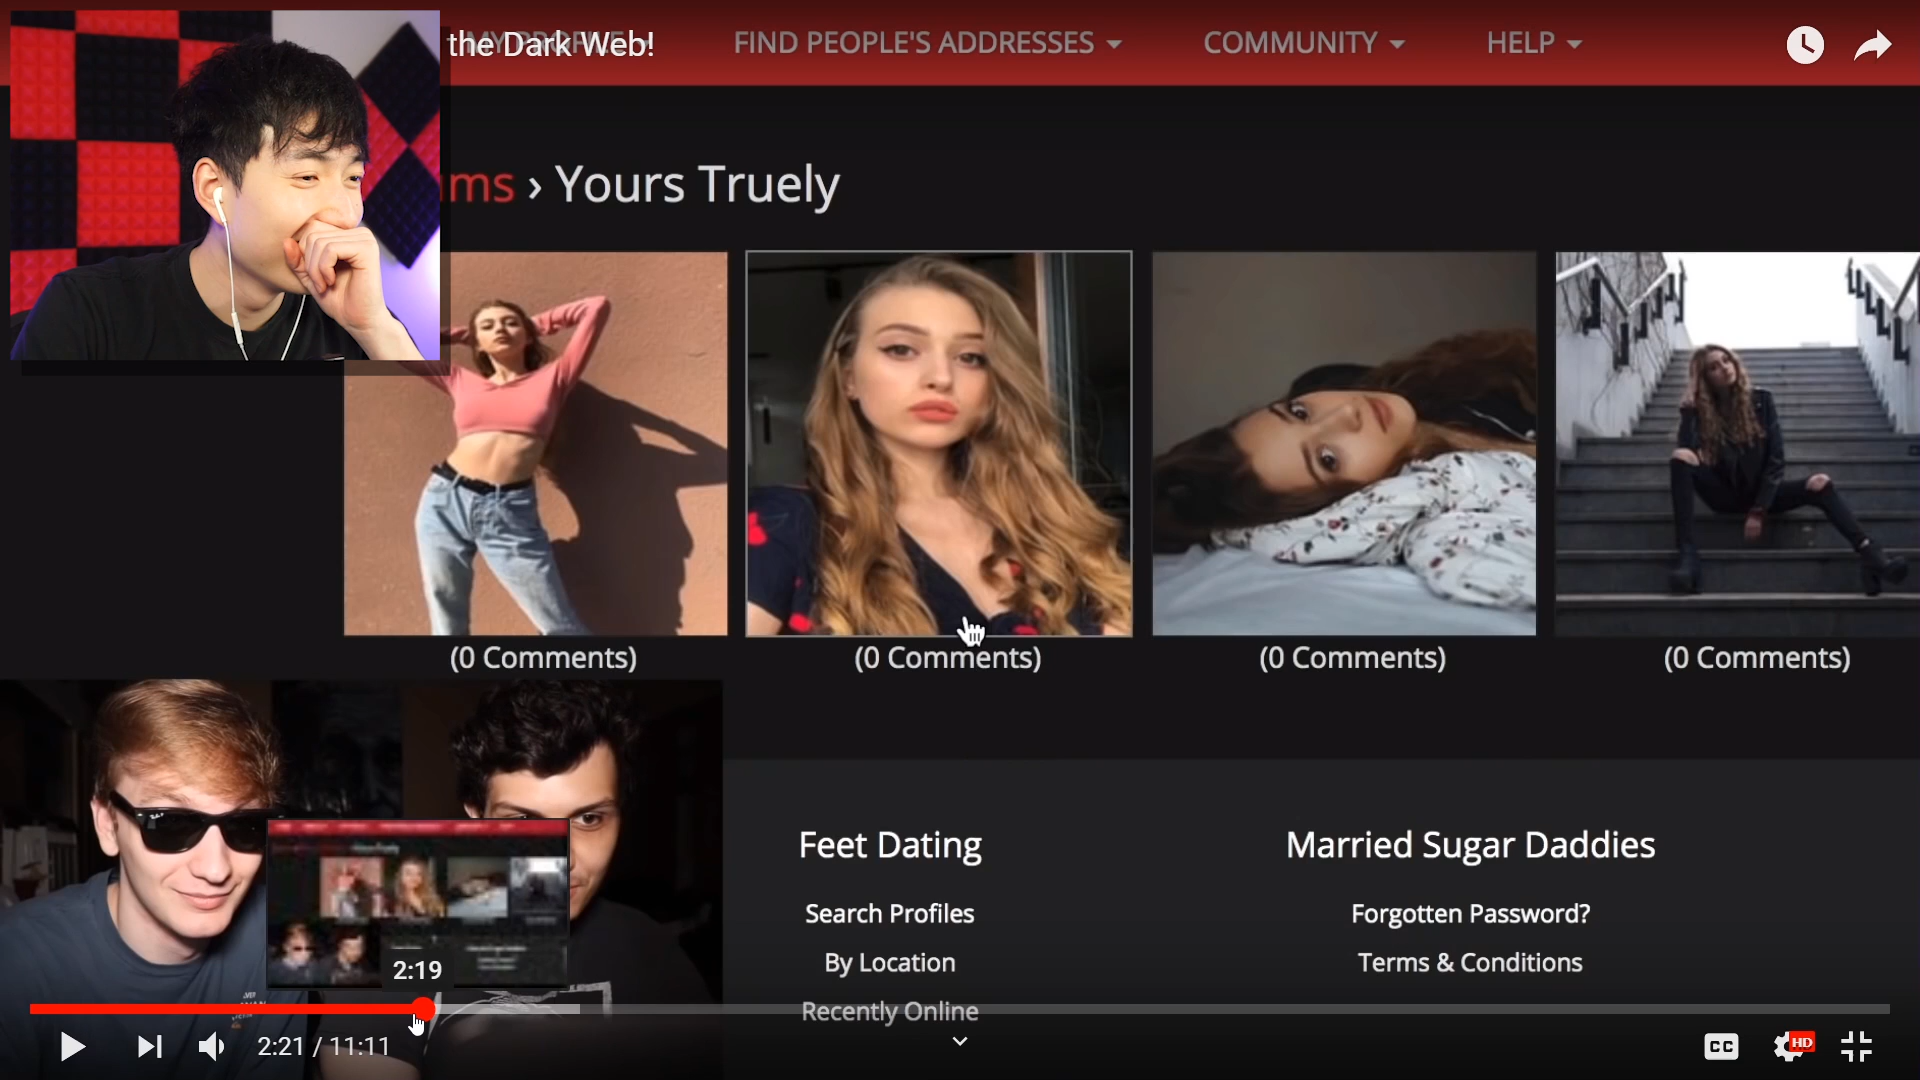 the Dark Web!
FIND PEOPLE'S ADDRESSES
COMMUNITY
HELP
ms › Yours Truely
(0 Comments)
(0 Comments)
(0 Comments)
(0 Comments)
Feet Dating
Married Sugar Daddies
Search Profiles
Forgotten Password?
By Location
Terms & Conditions
Recently Online
2:19
2:21 / 11:11
CC
HD